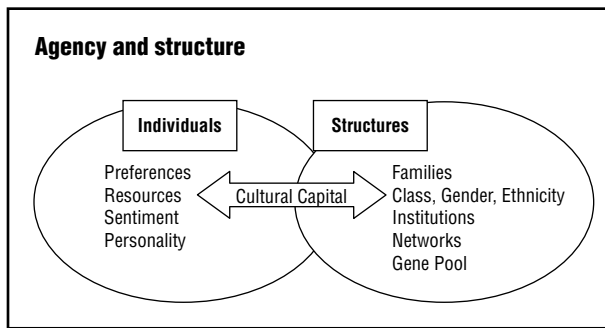 Agency and structure
Individuals
Structures
Preferences
Resources
Sentiment
Personality
Cultural Capital
Families
Class, Gender, Ethnicity
Institutions
Networks
Gene Pool